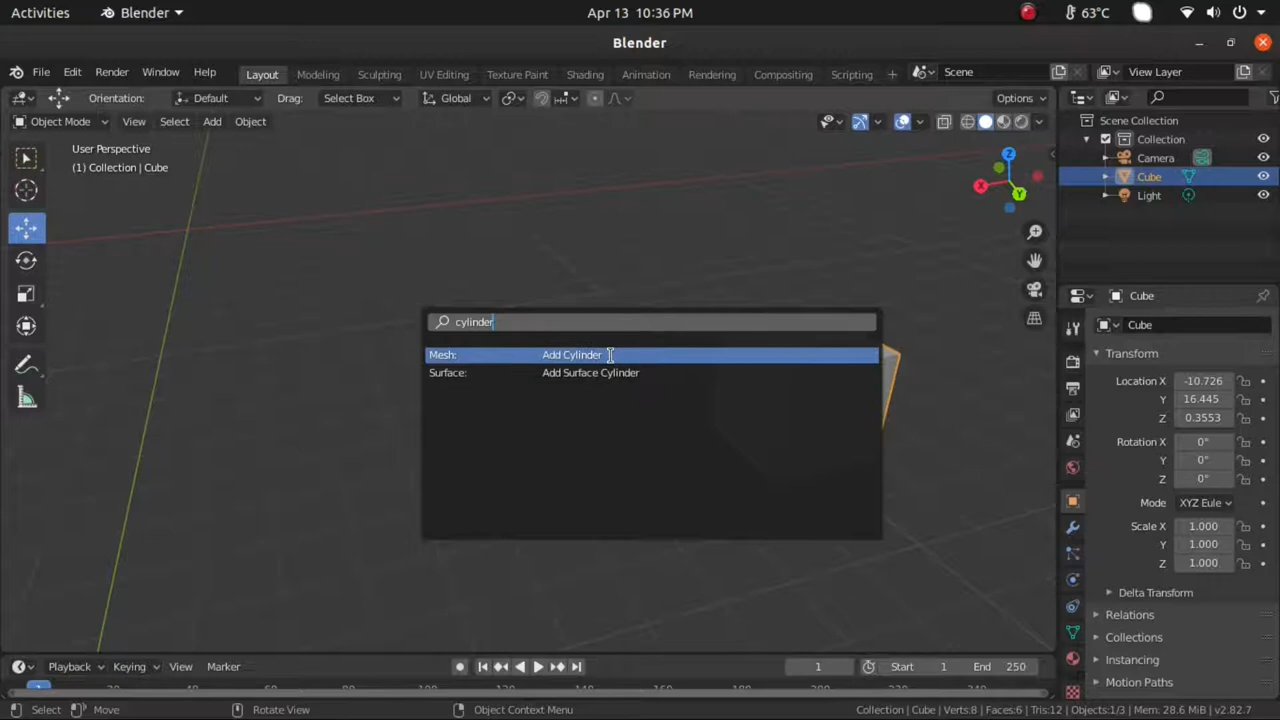 Activities Blender Apr 13 10:36 PM 63°C
Blender
File Edit Render Window Help Layout Modeling Sculpting UV Editing Texture Paint Shading Animation Rendering Compositing Scripting + Scene View Layer
Orientation: Default Drag: Select Box Global Options
Object Mode View Select Add Object
Scene Collection
Collection
Camera
Cube
Light
User Perspective
(1) Collection | Cube
Z
X
Y
Cube
Cube
cylinder
Mesh: Add Cylinder
Surface: Add Surface Cylinder
Transform
Location X -10.726
Y 16.445
Z 0.3553
Rotation X 0°
Y 0°
Z 0°
Mode XYZ Eule
Scale X 1.000
Y 1.000
Z 1.000
Delta Transform
Relations
Collections
Instancing
Motion Paths
Playback Keying View Marker 1 Start 1 End 250
Select Move Rotate View Object Context Menu Collection | Cube | Verts:8 | Faces:6 | Tris:12 | Objects:1/3 | Mem: 28.6 MiB | v2.82.7